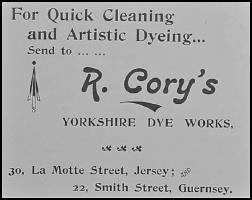 For Quick Cleaning
and Artistic Dyeing...
Send to ... ...
R. Cory's
YORKSHIRE DYE WORKS,
30, La Motte Street, Jersey; and
22, Smith Street, Guernsey.